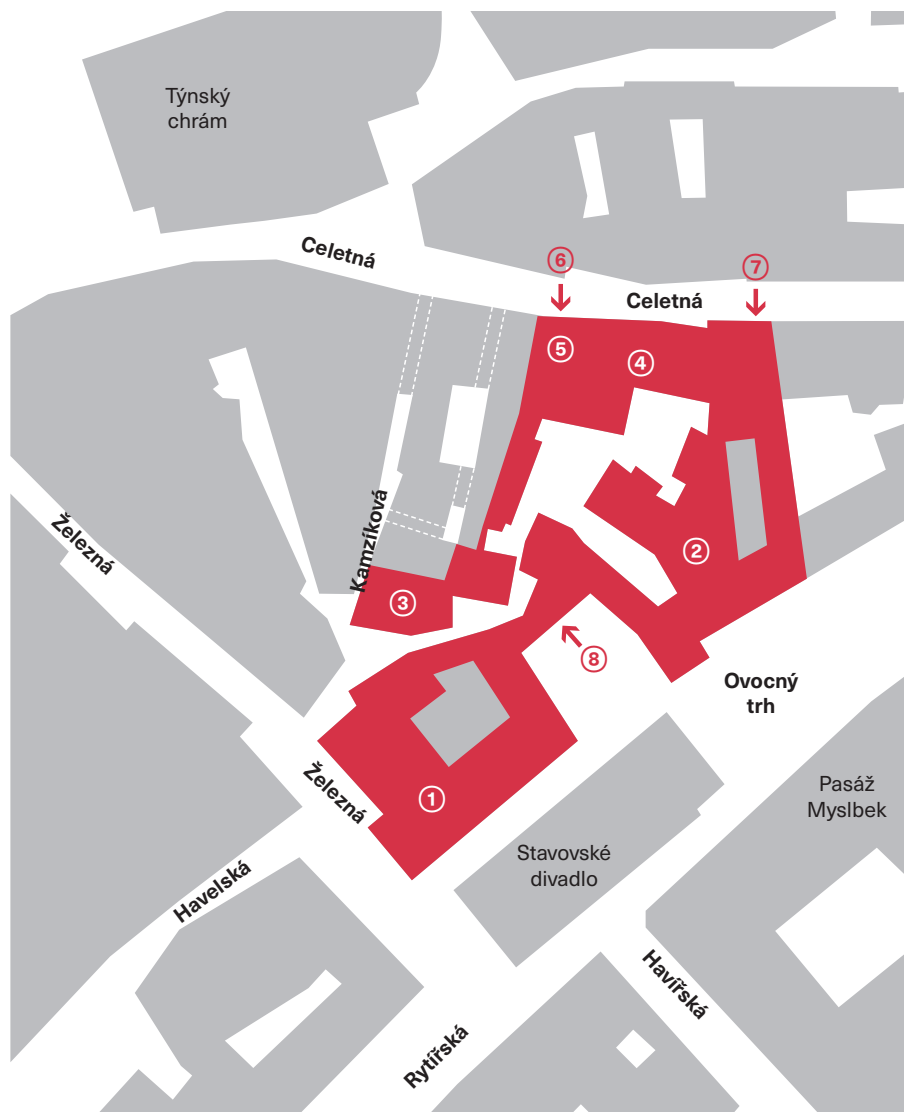 Týnský
chrám
Celetná
⑥
⑦
Celetná
⑤
④
Kamzíková
Železná
②
③
⑧
Ovocný
trh
Železná
①
Pasáž
Myslbek
Stavovské
divadlo
Havelská
Havířská
Rytířská